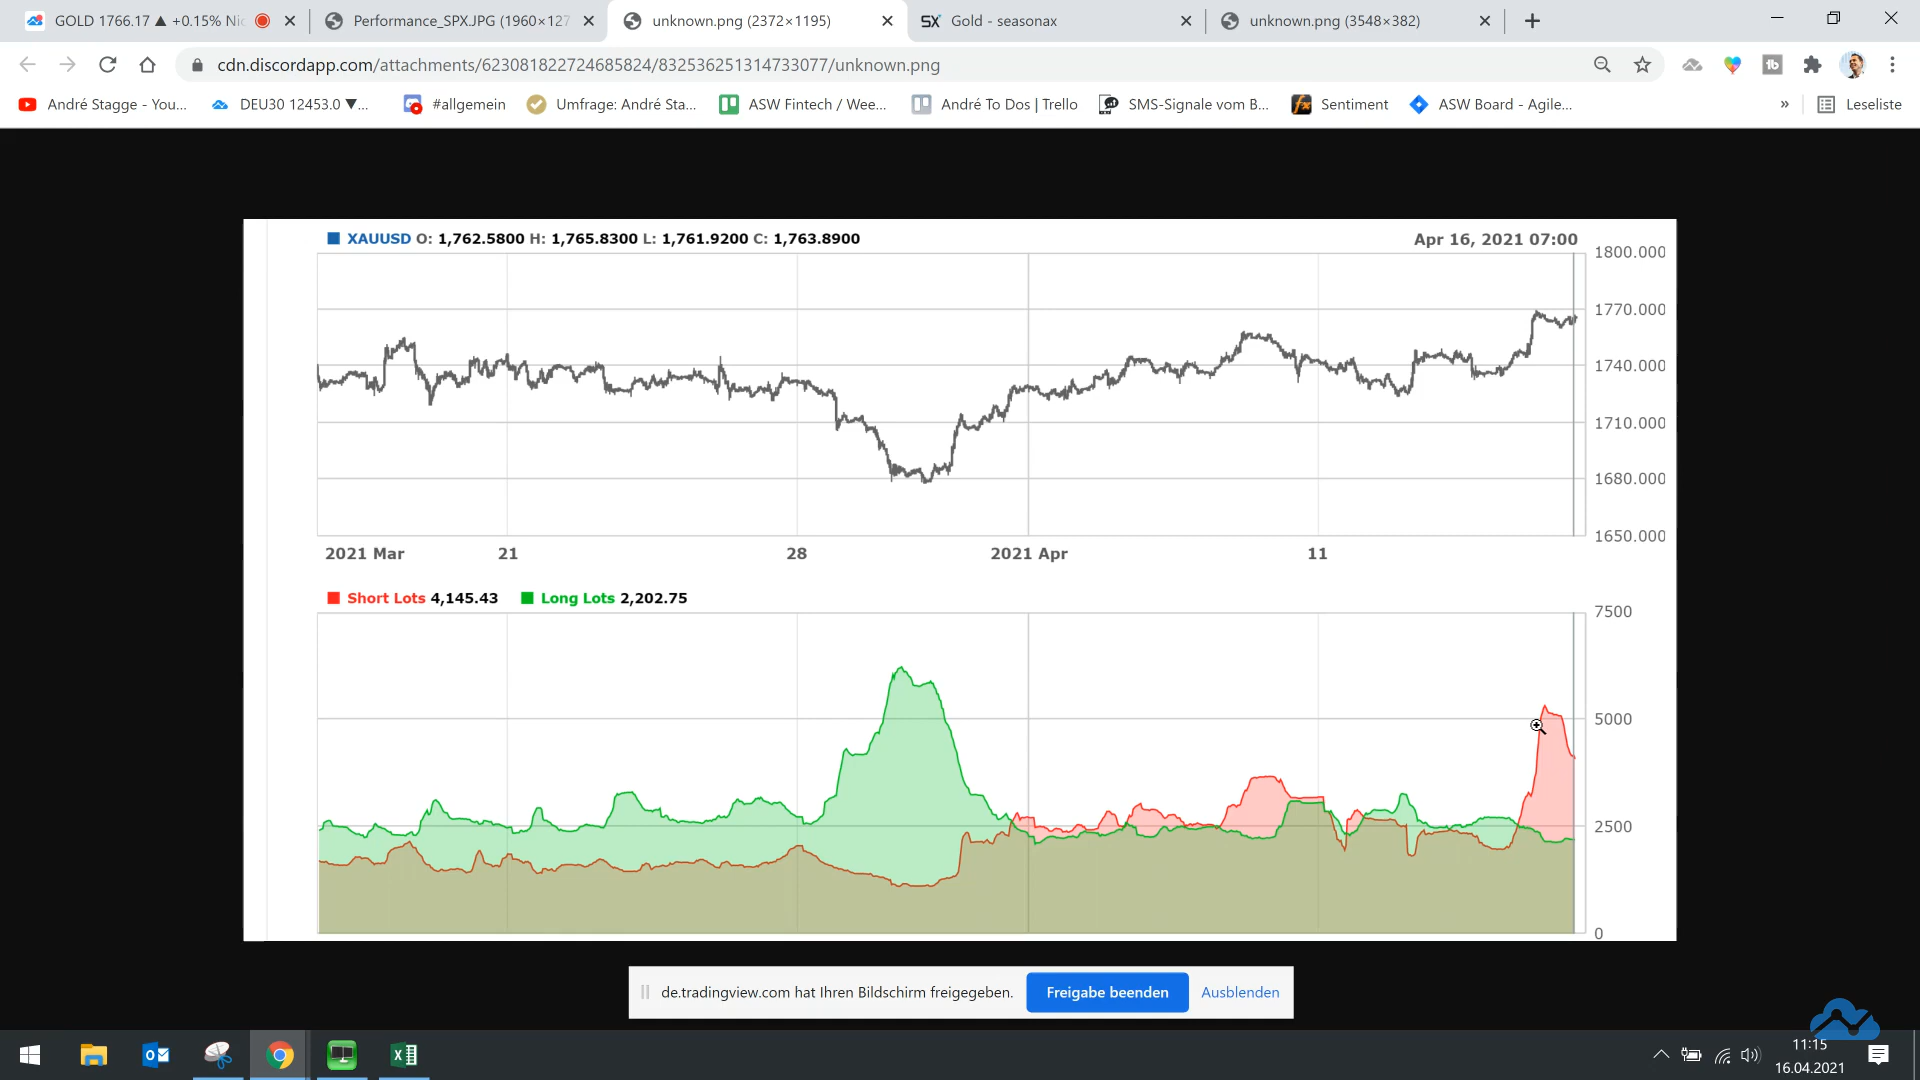 GOLD 1766.17 ▲ +0.15% Nic
Performance_SPX.JPG (1960×127
unknown.png (2372×1195)
SX Gold - seasonax
unknown.png (3548×382)
cdn.discordapp.com/attachments/623081822724685824/832536251314733077/unknown.png
tb
André Stagge - You...
DEU30 12453.0 ▼...
#allgemein
Umfrage: André Sta...
ASW Fintech / Wee...
André To Dos | Trello
SMS-Signale vom B...
fx Sentiment
ASW Board - Agile...
»
Leseliste
XAUUSD O: 1,762.5800 H: 1,765.8300 L: 1,761.9200 C: 1,763.8900
Apr 16, 2021 07:00
1800.000
1770.000
1740.000
1710.000
1680.000
1650.000
2021 Mar 21 28 2021 Apr 11
Short Lots 4,145.43 Long Lots 2,202.75
7500
5000
2500
0
de.tradingview.com hat Ihren Bildschirm freigegeben.
Freigabe beenden
Ausblenden
11:15
16.04.2021